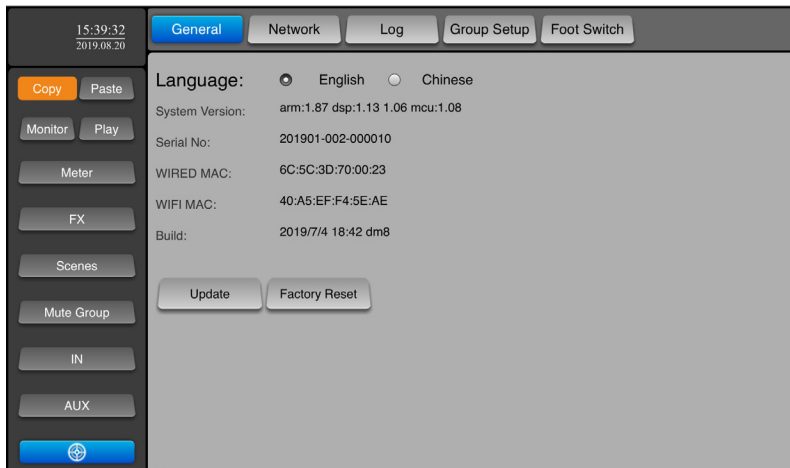 15:39:32
2019.08.20
General Network Log Group Setup Foot Switch
Copy Paste
Monitor Play
Meter
FX
Scenes
Mute Group
IN
AUX
Language: English Chinese
System Version: arm:1.87 dsp:1.13 1.06 mcu:1.08
Serial No: 201901-002-000010
WIRED MAC: 6C:5C:3D:70:00:23
WIFI MAC: 40:A5:EF:F4:5E:AE
Build: 2019/7/4 18:42 dm8
Update Factory Reset